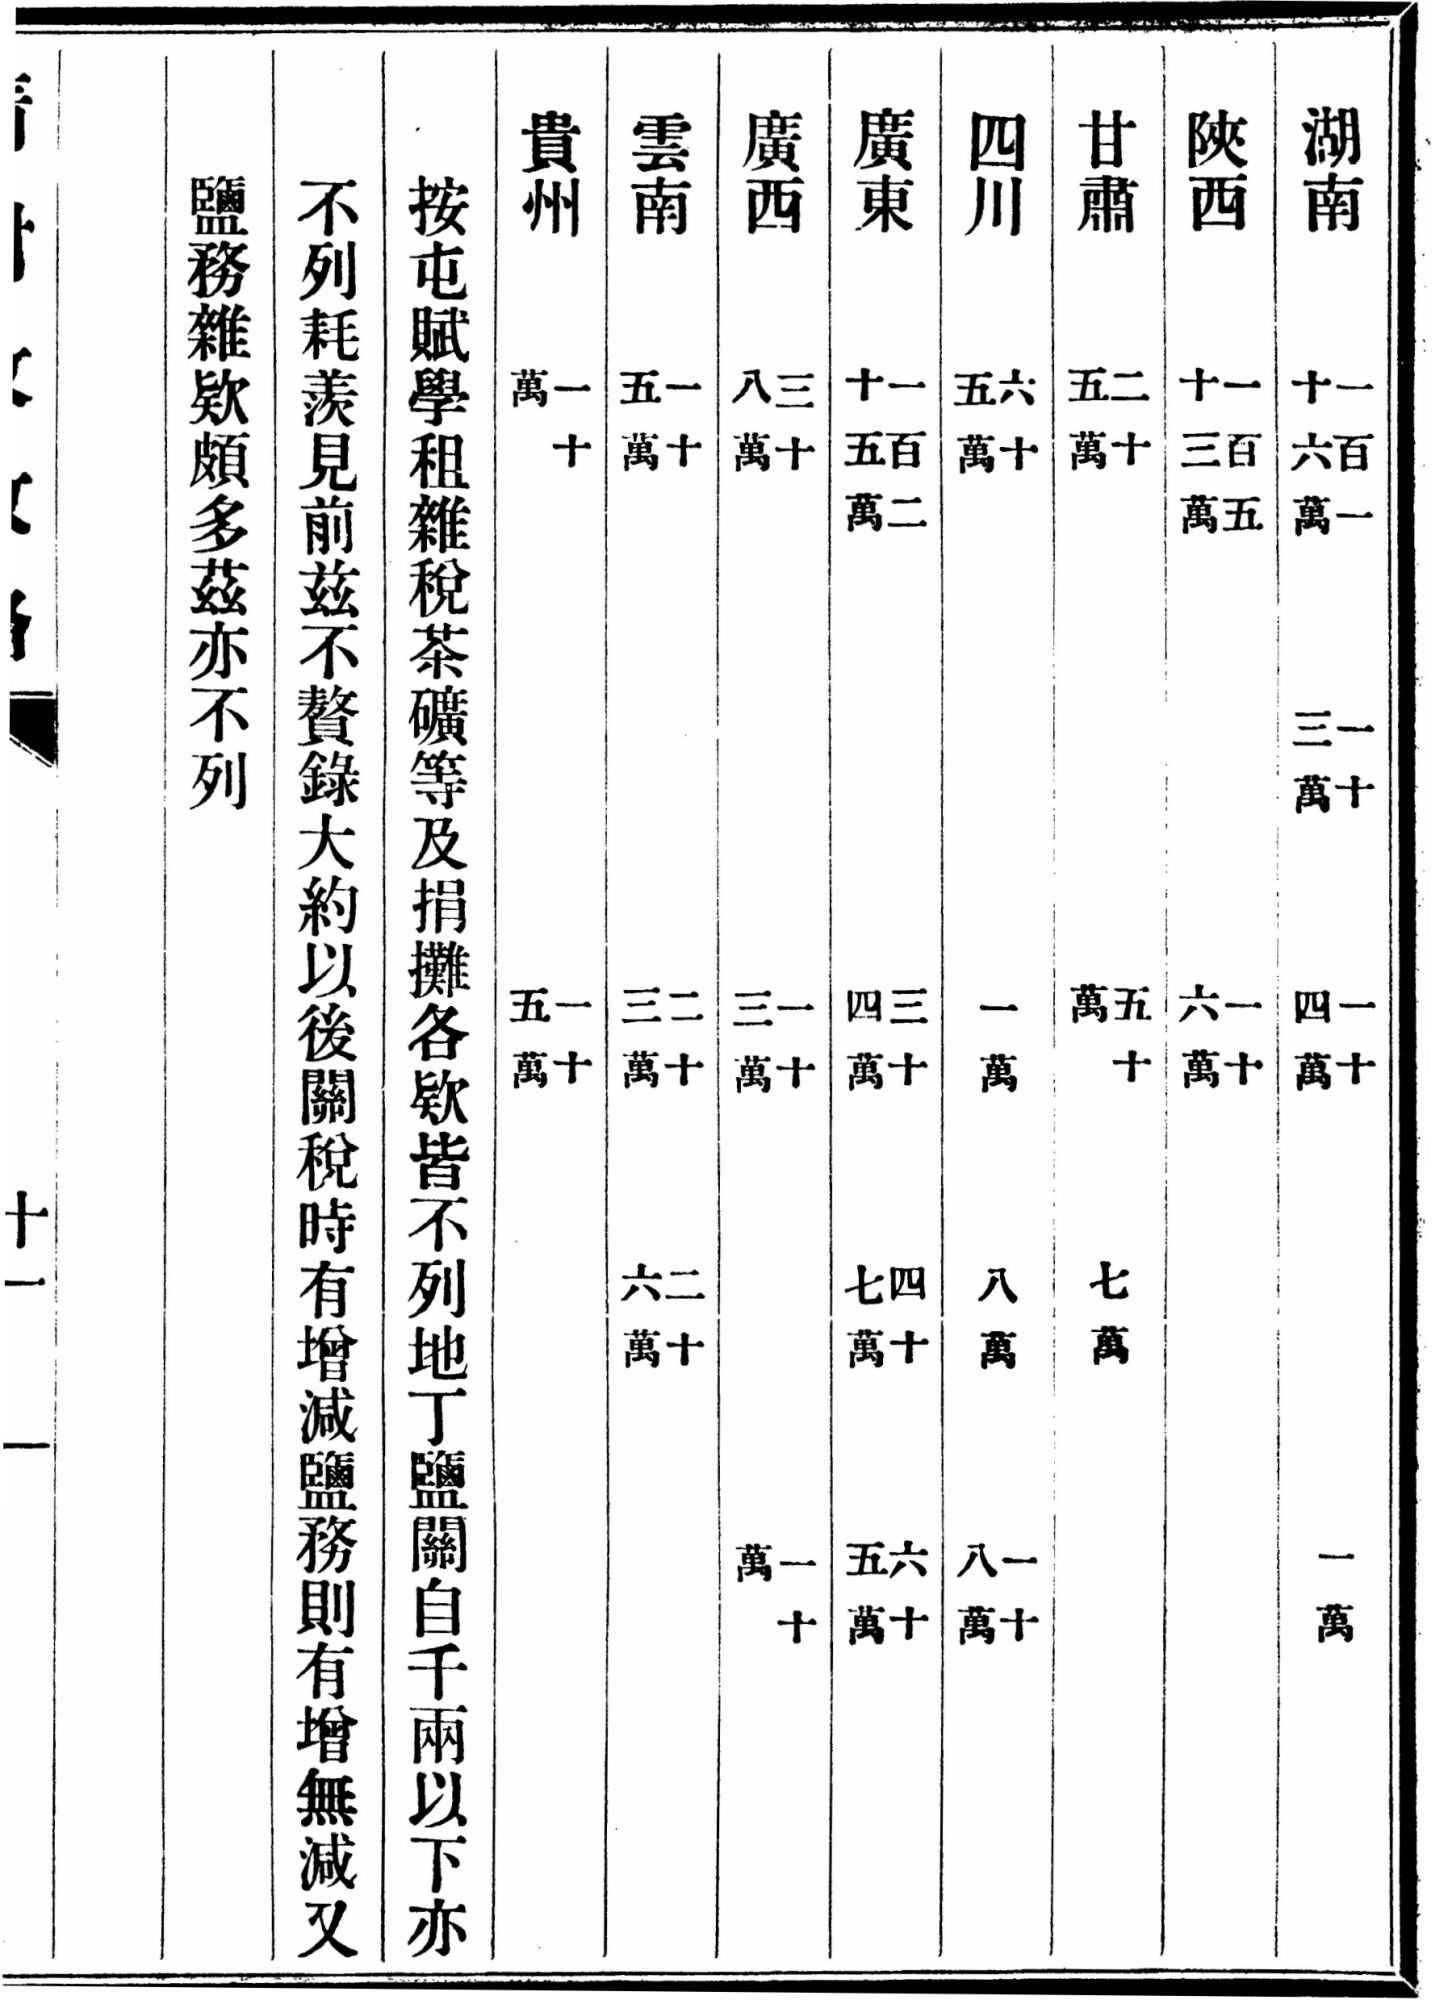 湖南 一百一十六萬 一十三萬 一十四萬 一萬
陝西 一百五十三萬 一十六萬
甘肅 二十五萬 五十萬 七萬
四川 六十五萬 一萬 八萬 一十八萬
廣東 一百二十五萬 三十四萬 四十七萬 六十五萬
廣西 三十八萬 一十三萬 一十萬
雲南 一十五萬 二十三萬 二十六萬
貴州 一十萬 一十五萬
按屯賦學租雜稅茶礦等及捐攤各欵皆不列地丁鹽關自千兩以下亦
不列耗羨見前茲不贅錄大約以後關稅時有增減鹽務則有增無減又
鹽務雜欵頗多茲亦不列
十一